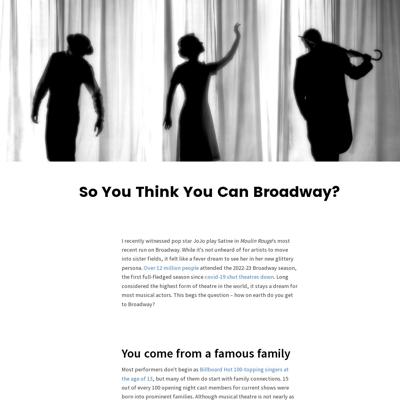 So You Think You Can Broadway?
I recently witnessed pop star JoJo play Satine in Moulin Rouge's most
recent run on Broadway. While it's not unheard of for artists to move
into sister fields, it felt like a fever dream to see her in her new glittery
persona. Over 12 million people attended the 2022-23 Broadway season,
the first full-fledged season since covid-19 shut theatres down. Long
considered the highest form of theatre in the world, it stays a dream for
most musical actors. This begs the question – how on earth do you get
to Broadway?
You come from a famous family
Most performers don't begin as Billboard Hot 100-topping singers at
the age of 13, but many of them do start with family connections. 15
out of every 100 opening night cast members for current shows were
born into prominent families. Although musical theatre is not nearly as